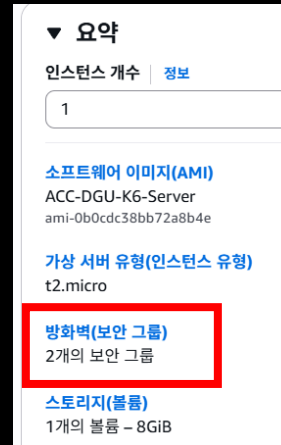 ▼ 요약
인스턴스 개수 | 정보
1
소프트웨어 이미지(AMI)
ACC-DGU-K6-Server
ami-0b0cdc38bb72a8b4e
가상 서버 유형(인스턴스 유형)
t2.micro
방화벽(보안 그룹)
2개의 보안 그룹
스토리지(볼륨)
1개의 볼륨 – 8GiB